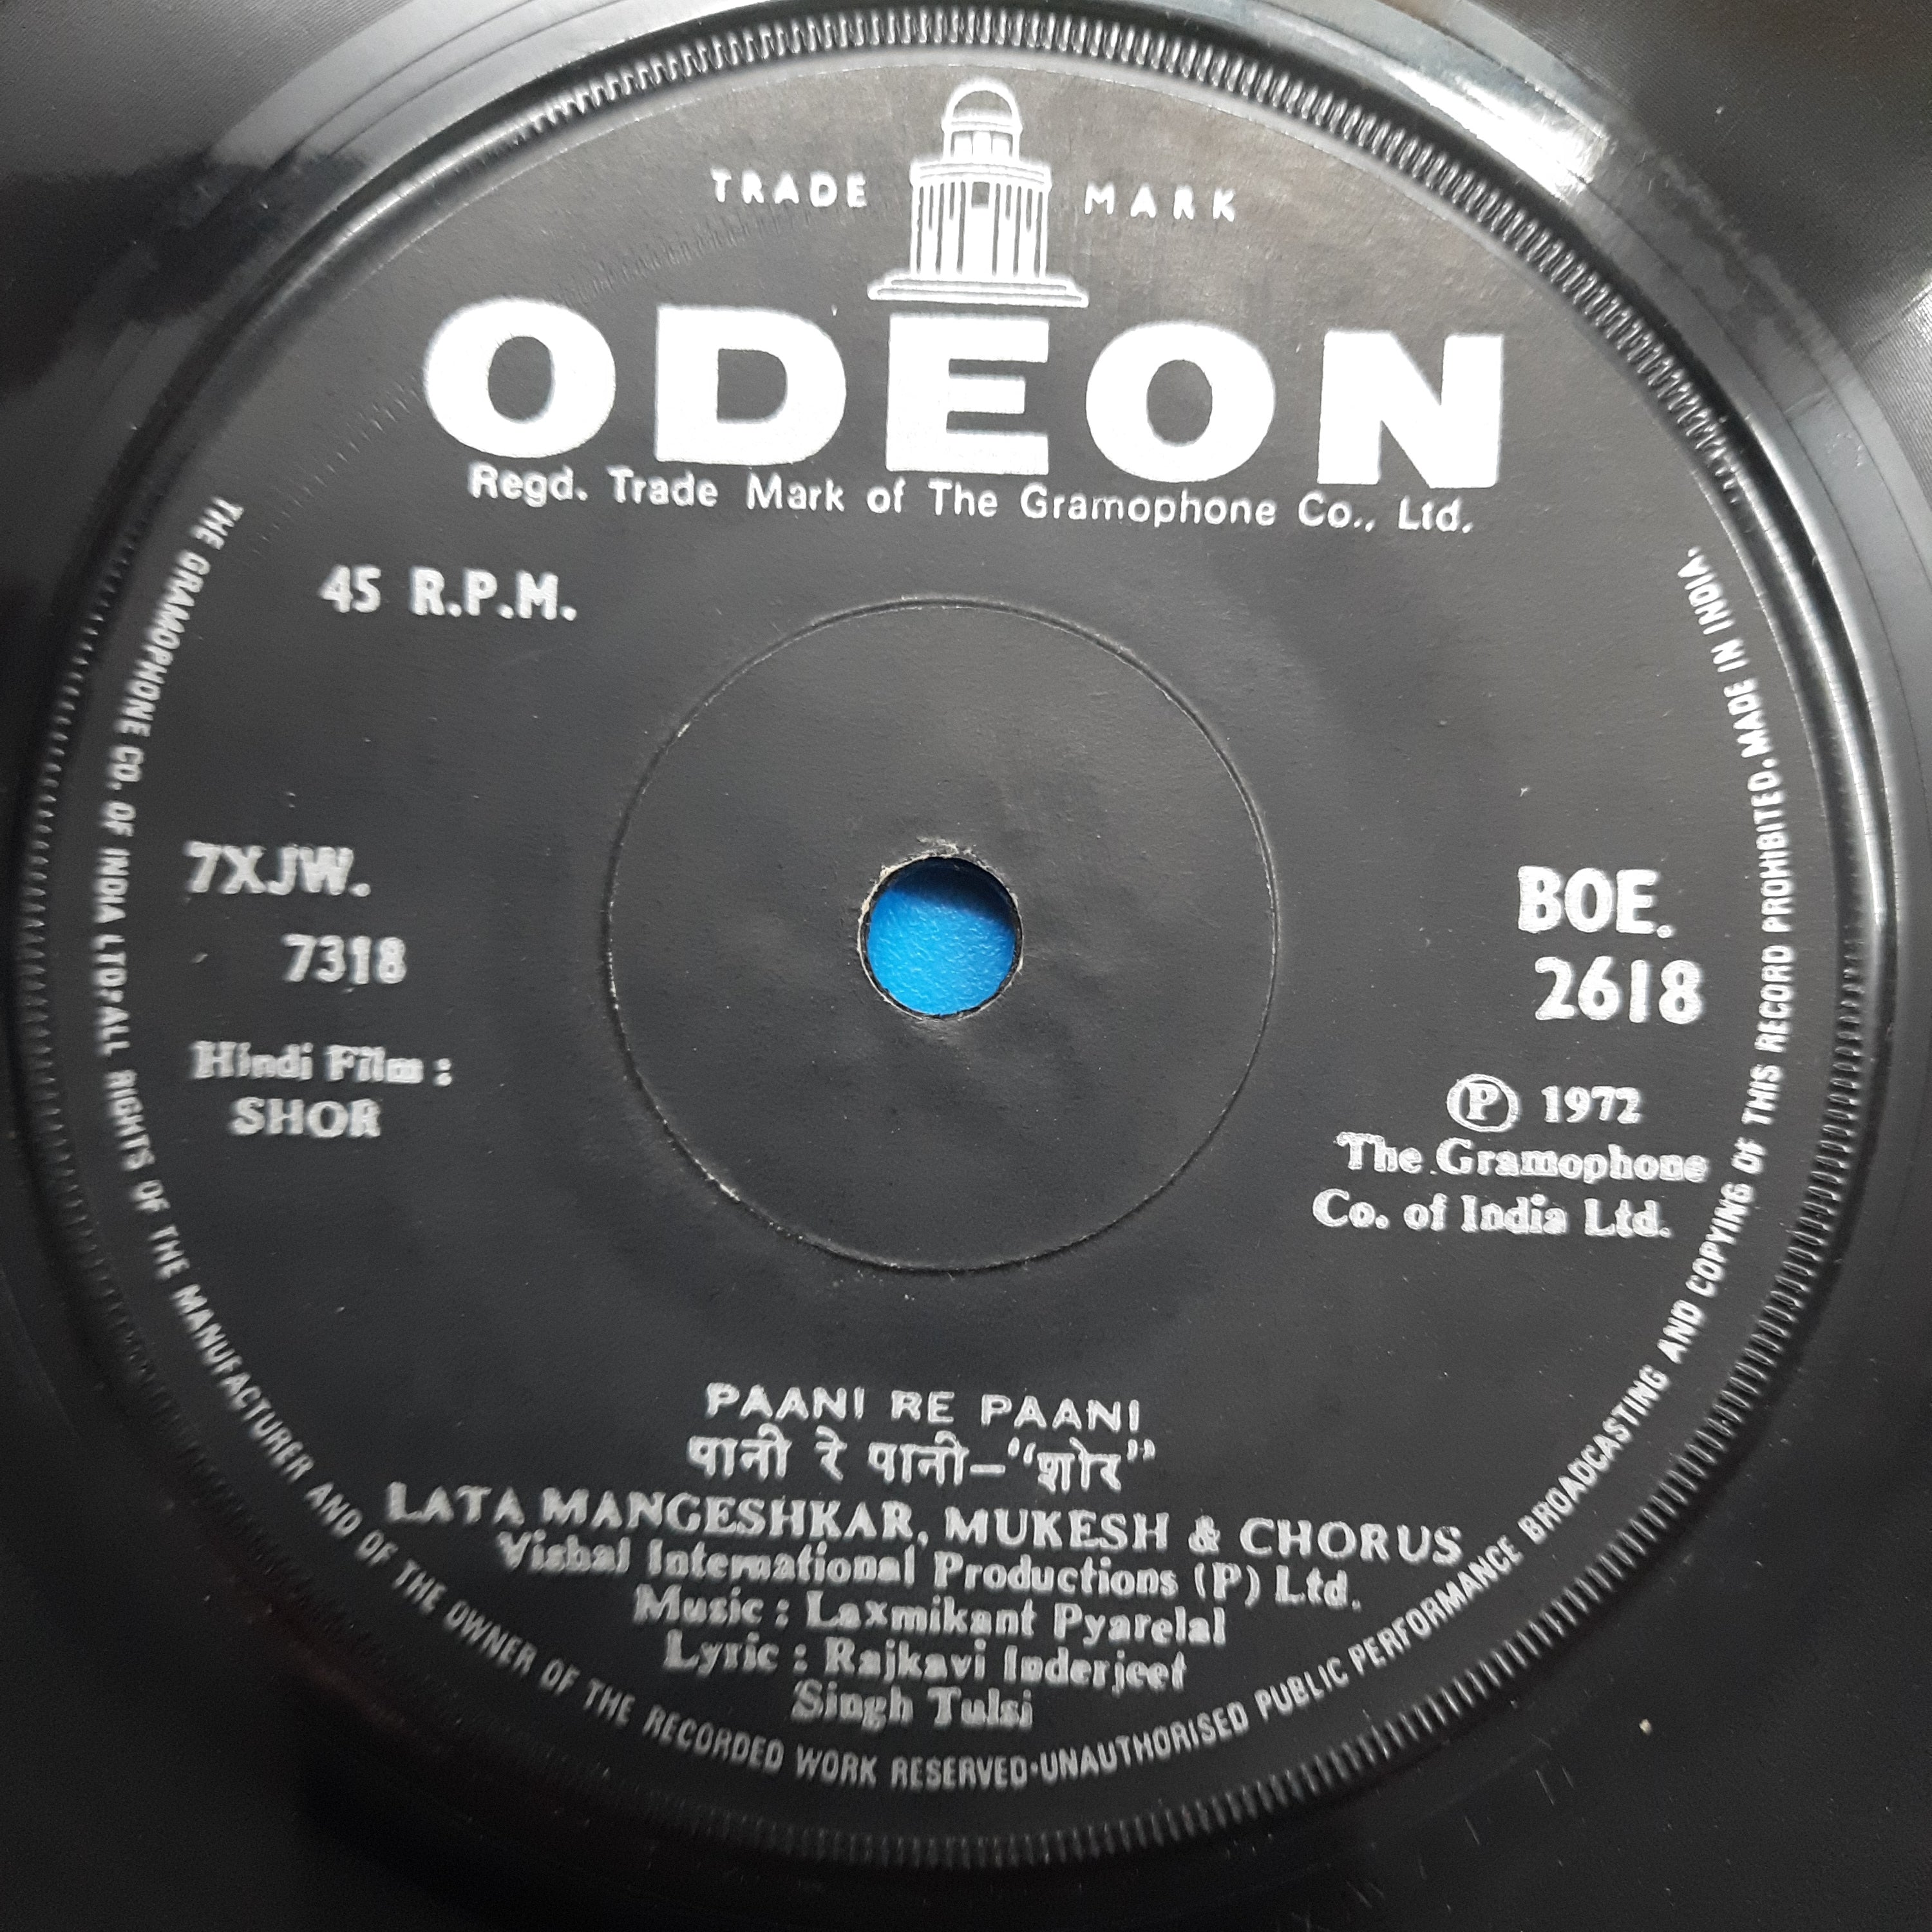 TRADE MARK
ODEON
Regd. Trade Mark of The Gramophone Co., Ltd.
45 R.P.M.
7XJW.
7318
Hindi Film :
SHOR
BOE.
2618
Ⓟ 1972
The Gramophone
Co. of India Ltd.
PAANI RE PAANI
पानी रे पानी–“शोर”
LATA MANGESHKAR, MUKESH & CHORUS
Vishal International Productions (P) Ltd.
Music : Laxmikant Pyarelal
Lyric : Rajkavi Inderjeet
Singh Tulsi
THE GRAMOPHONE CO. OF INDIA LTD·ALL RIGHTS OF THE MANUFACTURER AND OF THE OWNER OF THE RECORDED WORK RESERVED·UNAUTHORISED PUBLIC PERFORMANCE BROADCASTING AND COPYING OF THIS RECORD PROHIBITED.MADE IN INDIA.